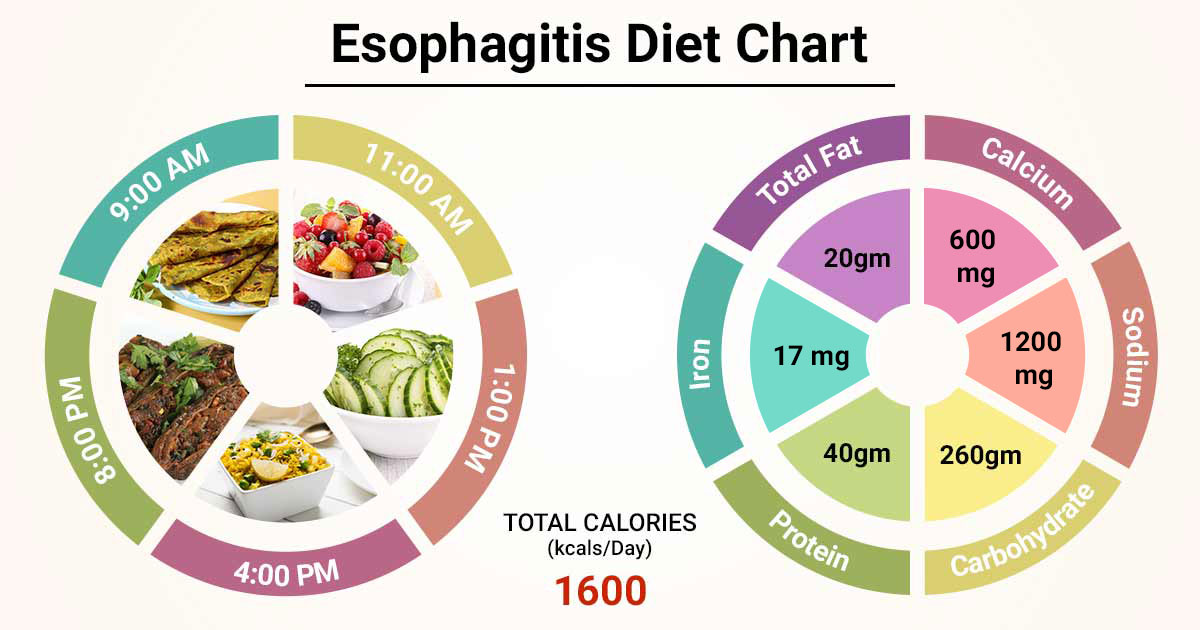 Esophagitis Diet Chart
9:00 AM
11:00 AM
1:00 PM
4:00 PM
8:00 PM
TOTAL CALORIES
(kcals/Day)
1600
Total Fat
20gm
Calcium
600
mg
Sodium
1200
mg
Carbohydrate
260gm
Protein
40gm
Iron
17 mg